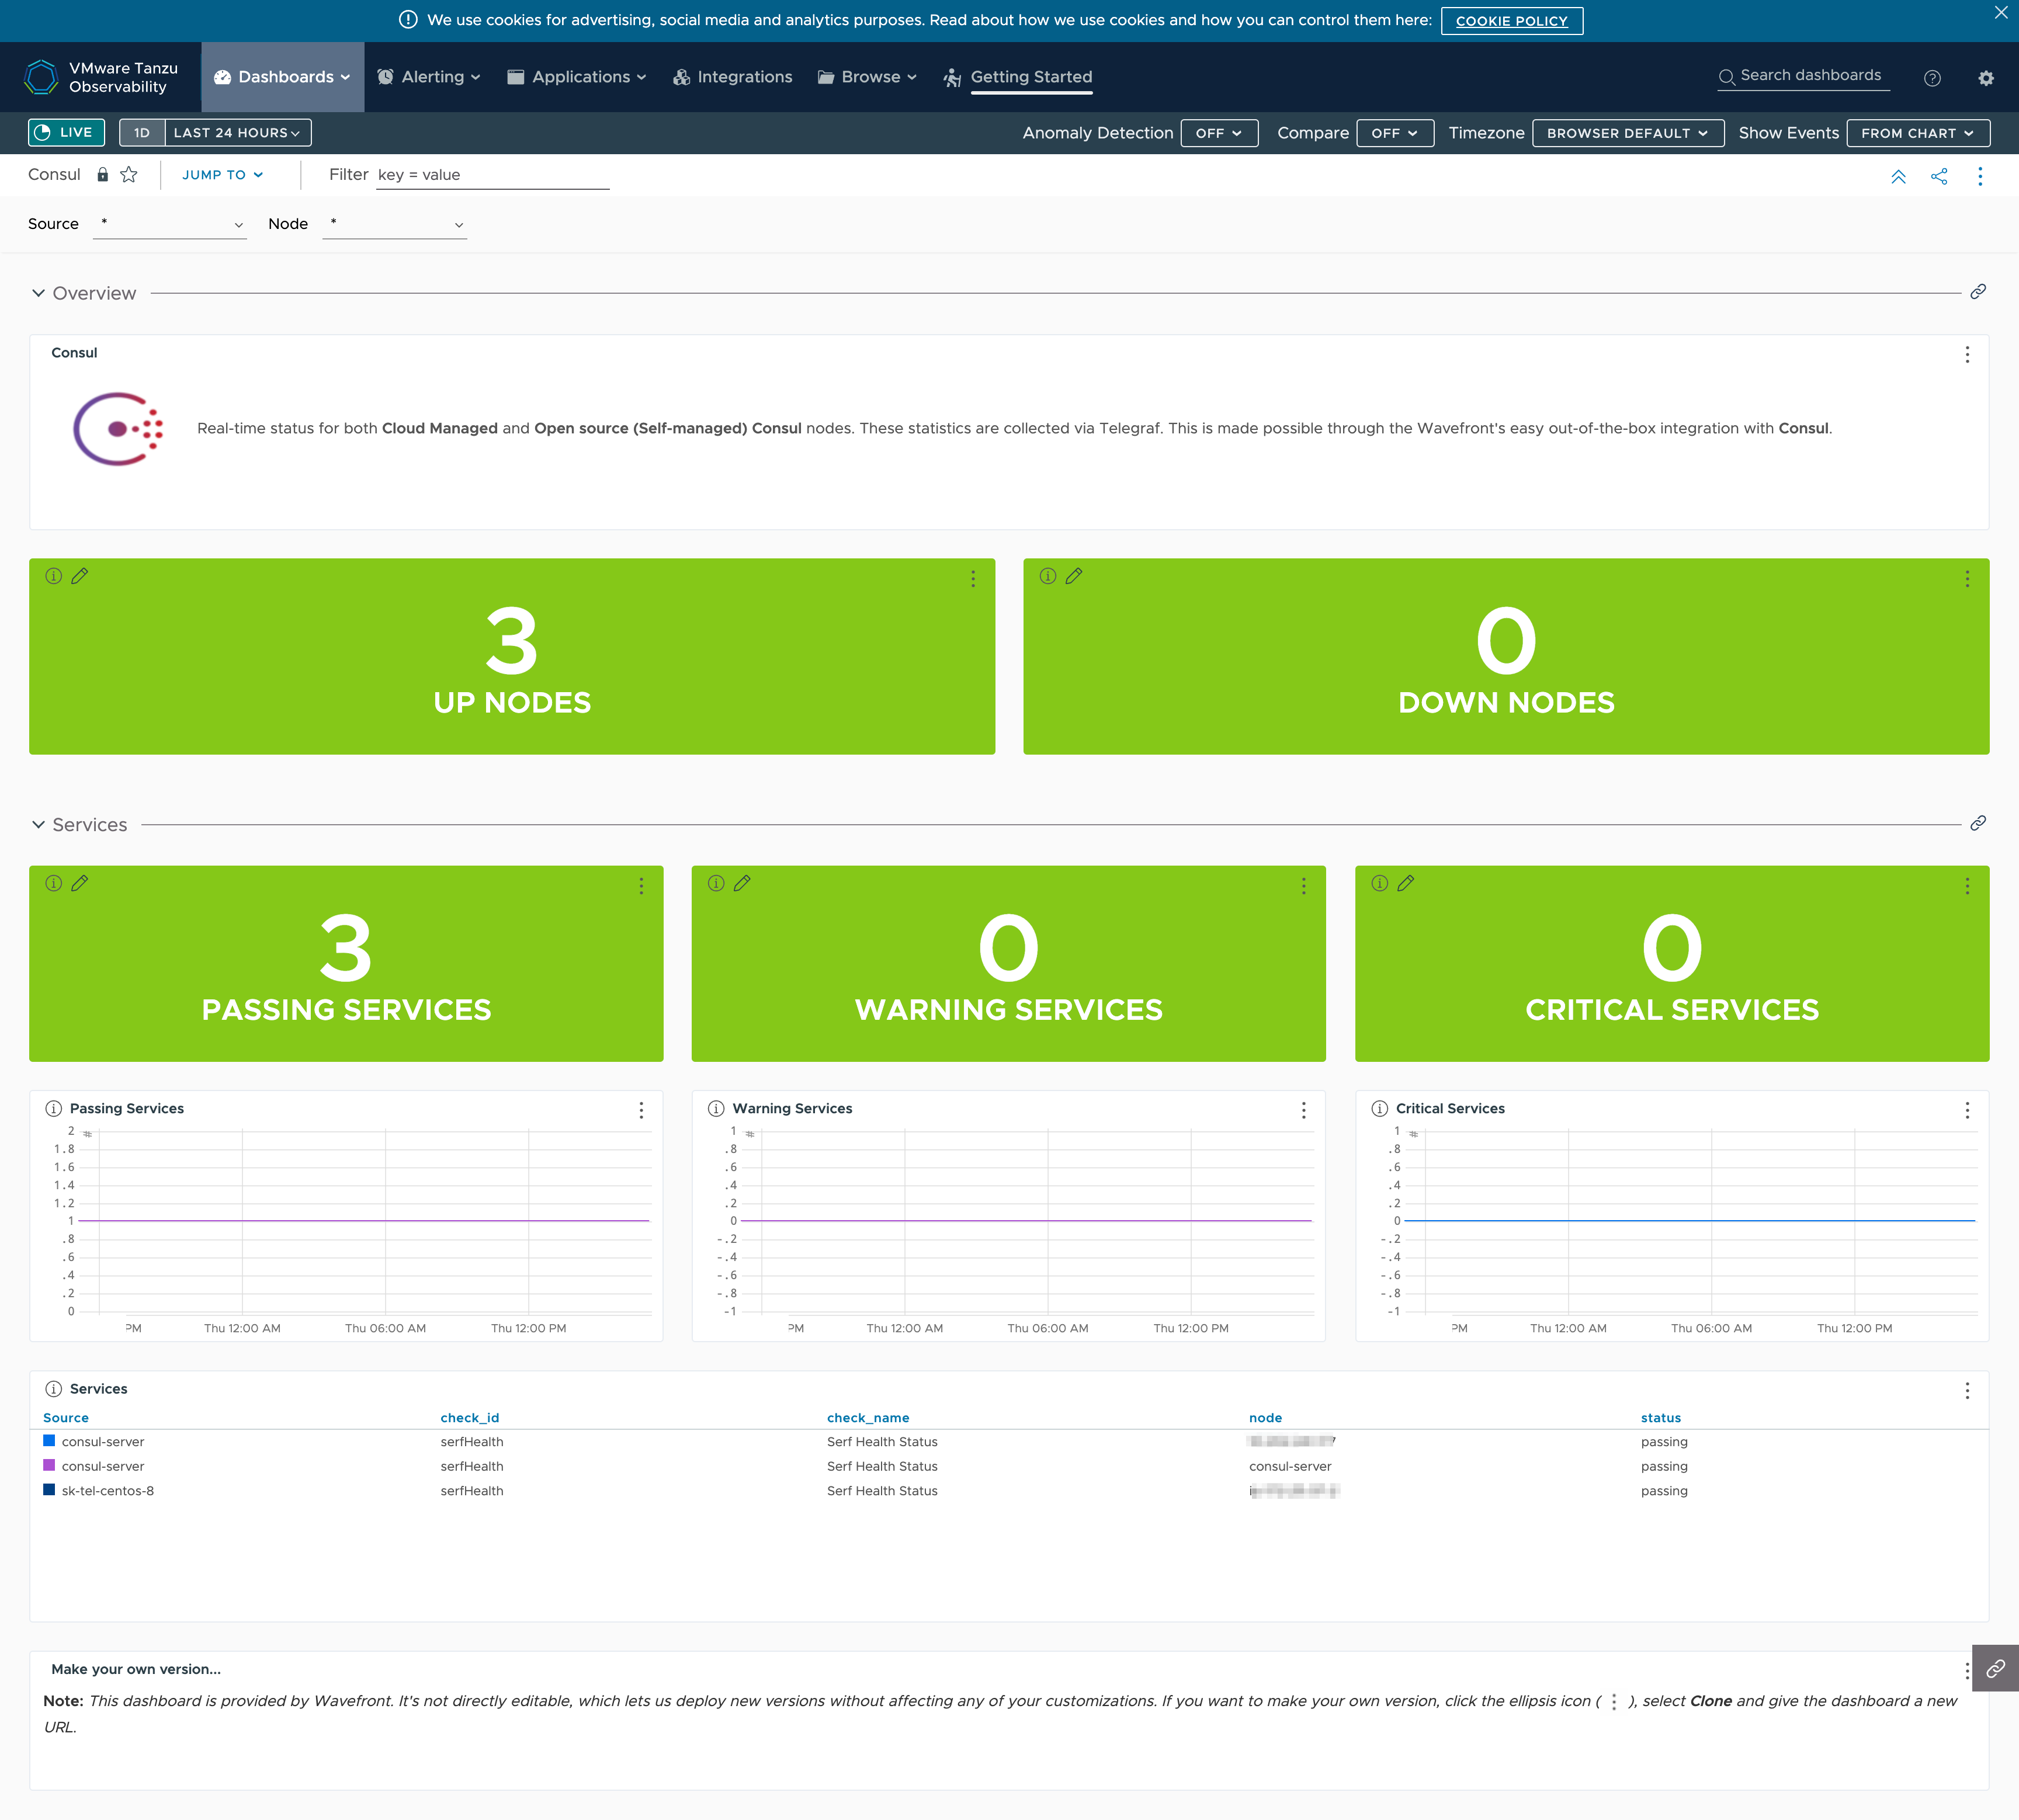 We use cookies for advertising, social media and analytics purposes. Read about how we use cookies and how you can control them here: COOKIE POLICY
VMware Tanzu Observability Dashboards Alerting Applications Integrations Browse Getting Started Search dashboards
LIVE 1D LAST 24 HOURS Anomaly Detection OFF Compare OFF Timezone BROWSER DEFAULT Show Events FROM CHART
Consul JUMP TO Filter key = value
Source * Node *
Overview
Consul
Real-time status for both Cloud Managed and Open source (Self-managed) Consul nodes. These statistics are collected via Telegraf. This is made possible through the Wavefront's easy out-of-the-box integration with Consul.
3
UP NODES
0
DOWN NODES
Services
3
PASSING SERVICES
0
WARNING SERVICES
0
CRITICAL SERVICES
Passing Services
#
2
1.8
1.6
1.4
1.2
1
.8
.6
.4
.2
0
PM Thu 12:00 AM Thu 06:00 AM Thu 12:00 PM
Warning Services
#
1
.8
.6
.4
.2
0
-.2
-.4
-.6
-.8
-1
PM Thu 12:00 AM Thu 06:00 AM Thu 12:00 PM
Critical Services
#
1
.8
.6
.4
.2
0
-.2
-.4
-.6
-.8
-1
PM Thu 12:00 AM Thu 06:00 AM Thu 12:00 PM
Services
Source check_id check_name node status
consul-server serfHealth Serf Health Status passing
consul-server serfHealth Serf Health Status consul-server passing
sk-tel-centos-8 serfHealth Serf Health Status passing
Make your own version...
Note: This dashboard is provided by Wavefront. It's not directly editable, which lets us deploy new versions without affecting any of your customizations. If you want to make your own version, click the ellipsis icon ( ⋮ ), select Clone and give the dashboard a new
URL.